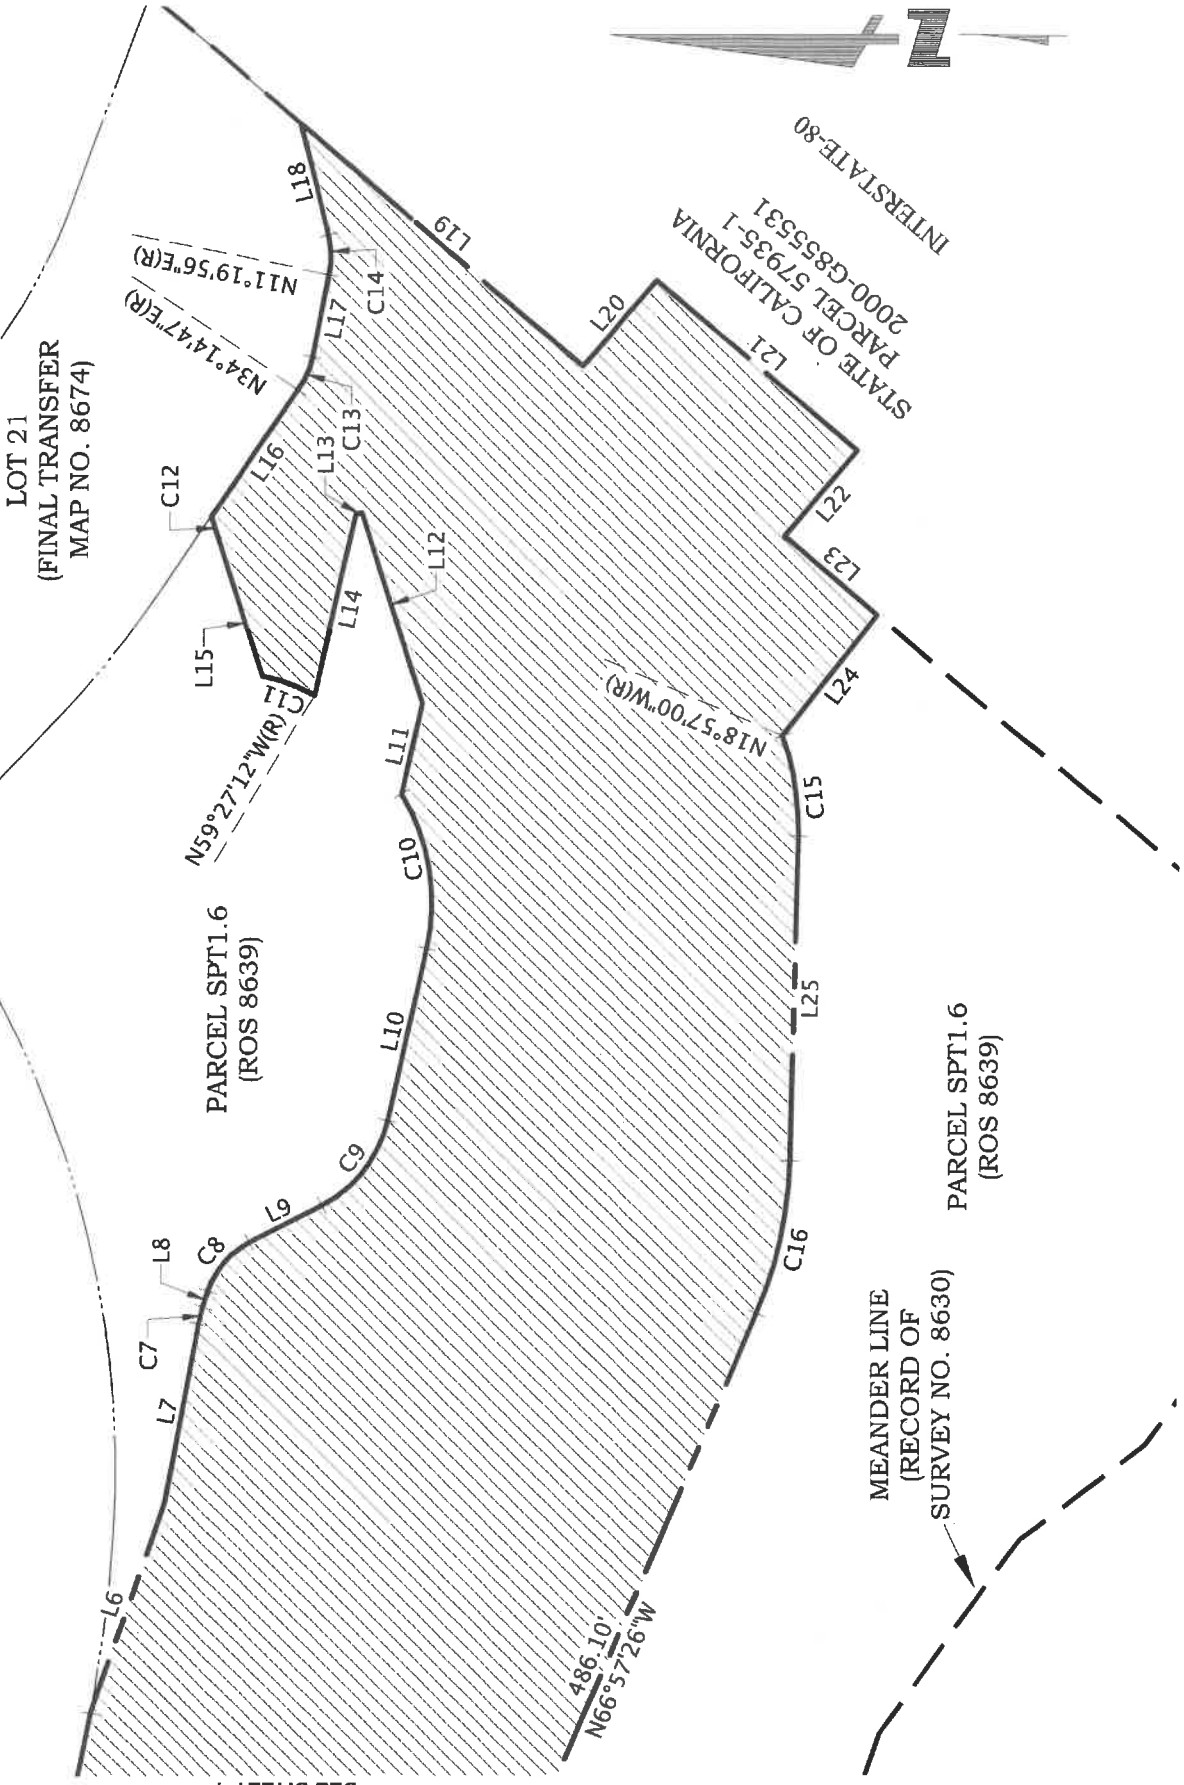 LOT 21
(FINAL TRANSFER
MAP NO. 8674)
L18
N11°19'56"E(R)
N34°14'47"E(R)
C14
L17
L19
INTERSTATE-80
STATE OF CALIFORNIA
PARCEL 57935-1
2000-G855531
L20
L21
L22
L23
L24
C12
L16
L13
C13
L12
L14
L15
C11
N59°27'12"W(R)
L11
C10
N18°57'00"W(R)
C15
PARCEL SPT1.6
(ROS 8639)
L10
L25
C9
L9
C8
L8
C7
L7
C16
PARCEL SPT1.6
(ROS 8639)
MEANDER LINE
(RECORD OF
SURVEY NO. 8630)
L6
486.10'
N66°57'26"W